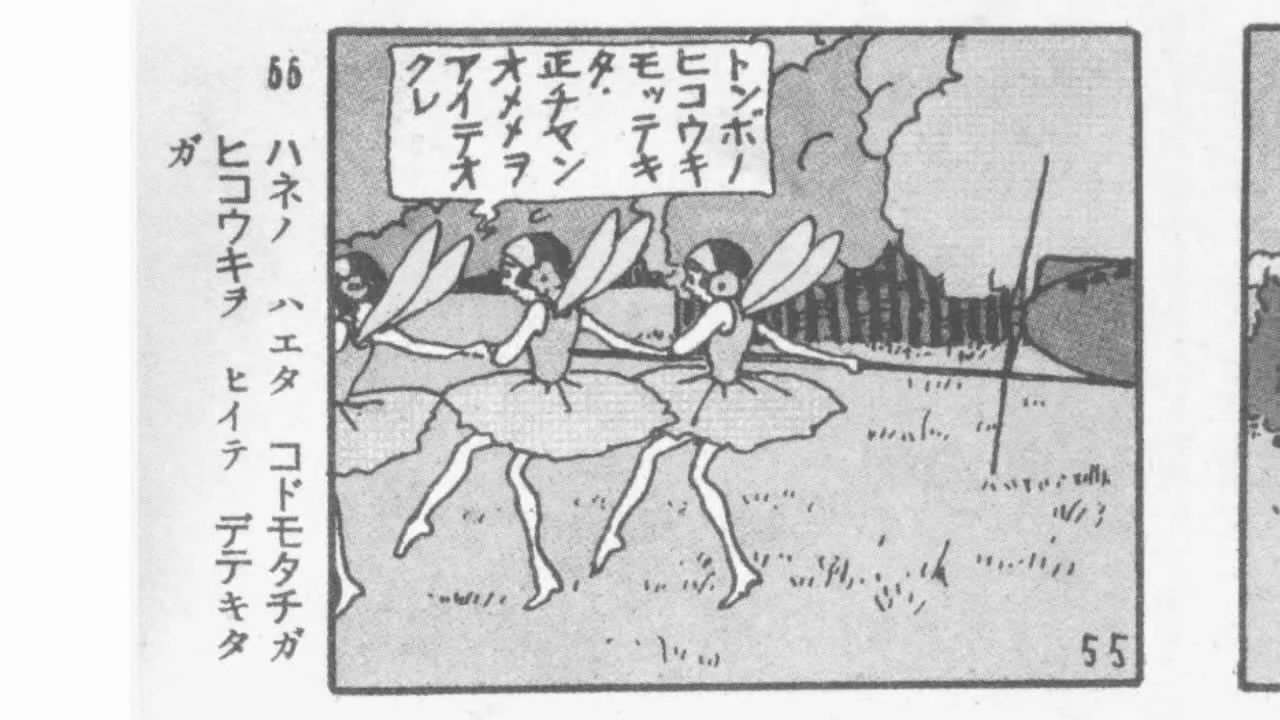 トンボノ
ヒコウキ
モッテキ
タ.
正チヤン
オメメヲ
アイテオ
クレ
55
55
ハネノ ハエタ コドモタチガ
ヒコウキヲ ヒイテ デテキタ
ガ